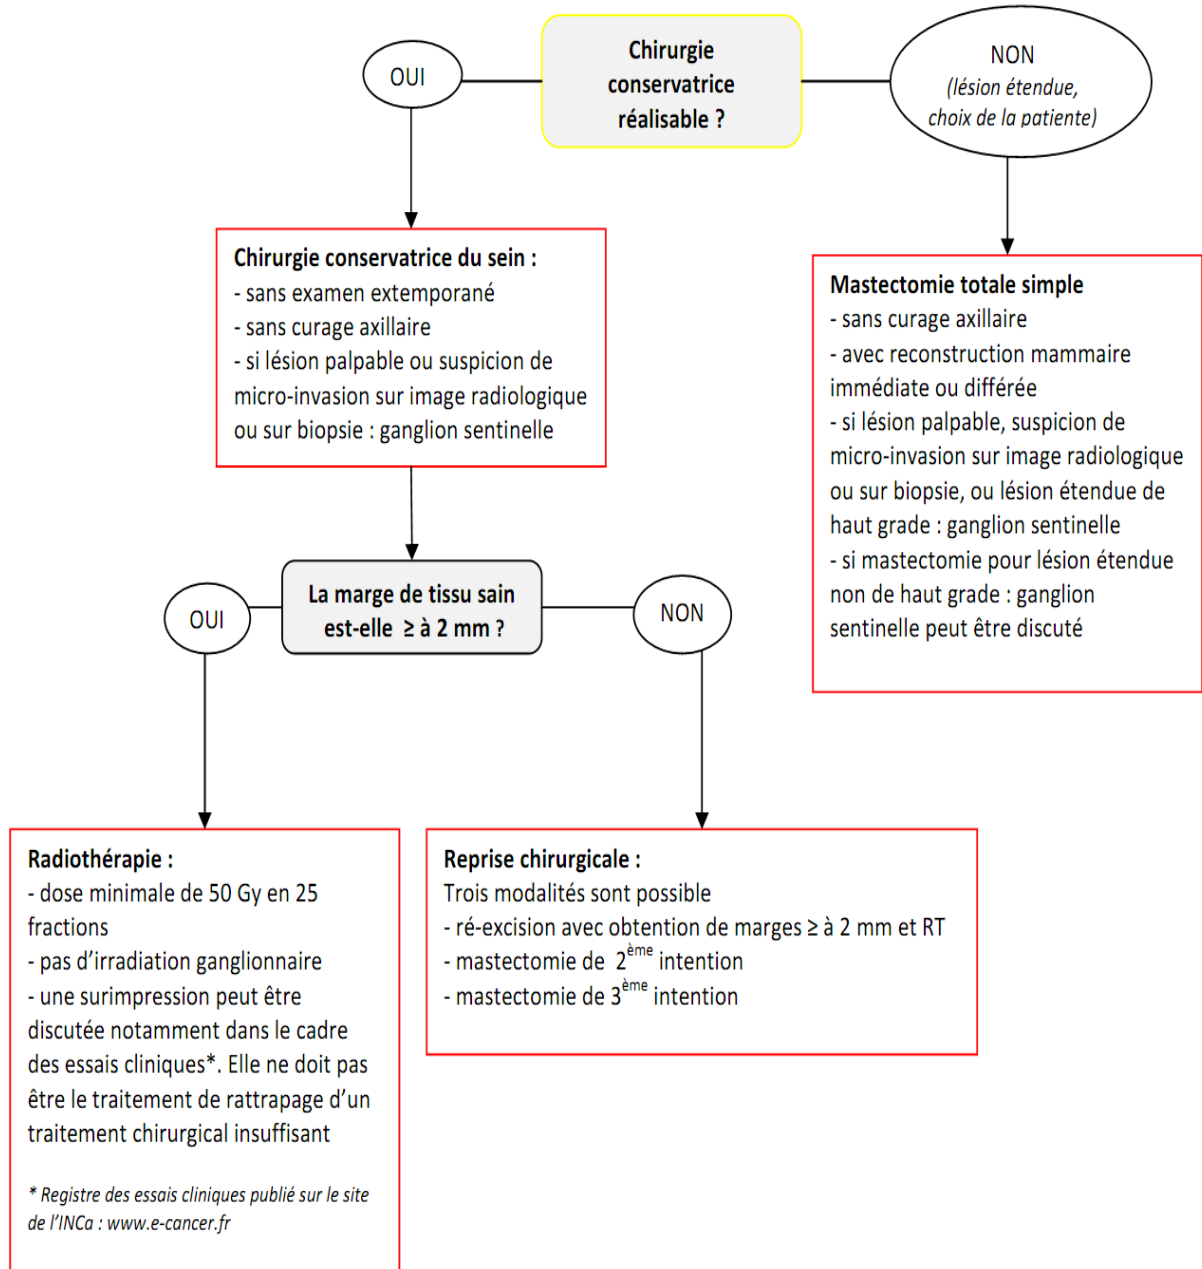 Chirurgie
conservatrice
réalisable ?
OUI
NON
(lésion étendue,
choix de la patiente)
Chirurgie conservatrice du sein :
- sans examen extemporané
- sans curage axillaire
- si lésion palpable ou suspicion de
micro-invasion sur image radiologique
ou sur biopsie : ganglion sentinelle
Mastectomie totale simple
- sans curage axillaire
- avec reconstruction mammaire
immédiate ou différée
- si lésion palpable, suspicion de
micro-invasion sur image radiologique
ou sur biopsie, ou lésion étendue de
haut grade : ganglion sentinelle
- si mastectomie pour lésion étendue
non de haut grade : ganglion
sentinelle peut être discuté
La marge de tissu sain
est-elle ≥ à 2 mm ?
OUI
NON
Radiothérapie :
- dose minimale de 50 Gy en 25
fractions
- pas d’irradiation ganglionnaire
- une surimpression peut être
discutée notamment dans le cadre
des essais cliniques*. Elle ne doit pas
être le traitement de rattrapage d’un
traitement chirurgical insuffisant
* Registre des essais cliniques publié sur le site
de l’INCa : www.e-cancer.fr
Reprise chirurgicale :
Trois modalités sont possible
- ré-excision avec obtention de marges ≥ à 2 mm et RT
- mastectomie de 2ème intention
- mastectomie de 3ème intention